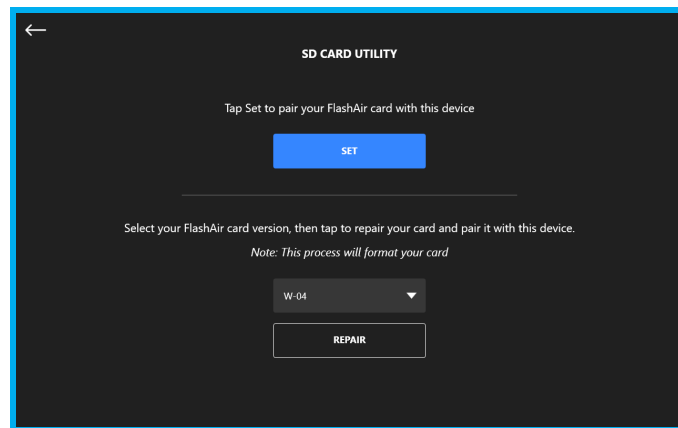 SD CARD UTILITY
Tap Set to pair your FlashAir card with this device
SET
Select your FlashAir card version, then tap to repair your card and pair it with this device.
Note: This process will format your card
W-04
REPAIR